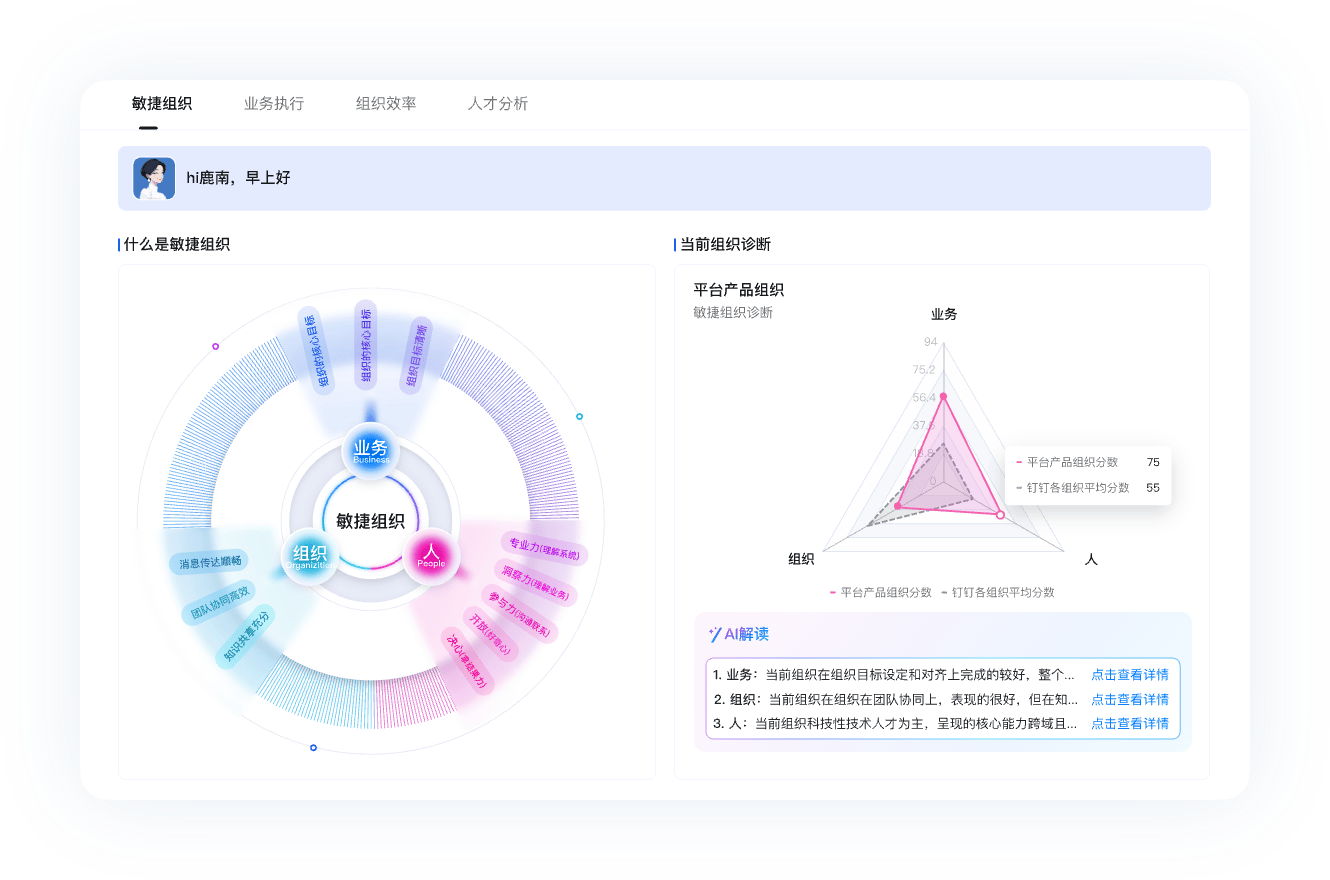 敏捷组织 业务执行 组织效率 人才分析
hi鹿南，早上好
什么是敏捷组织
组织的核心目标
组织的核心目标
组织目标清晰
业务
Business
敏捷组织
组织
Organizition
人
People
消息传达顺畅
团队协同高效
知识共享充分
专业力(理解系统)
洞察力(理解业务)
参与力(沟通联系)
开放(好奇心)
决心(拿结果力)
当前组织诊断
平台产品组织
敏捷组织诊断
业务
94
75.2
56.4
37.6
18.8
0
平台产品组织分数 75
钉钉各组织平均分数 55
组织
人
平台产品组织分数 钉钉各组织平均分数
AI解读
1. 业务：当前组织在组织目标设定和对齐上完成的较好，整个... 点击查看详情
2. 组织：当前组织在组织在团队协同上，表现的很好，但在知... 点击查看详情
3. 人：当前组织科技性技术人才为主，呈现的核心能力跨域且... 点击查看详情